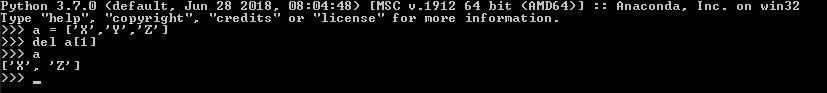 Python 3.7.0 (default, Jun 28 2018, 08:04:48) [MSC v.1912 64 bit (AMD64)] :: Anaconda, Inc. on win32
Type "help", "copyright", "credits" or "license" for more information.
>>> a = ['X','Y','Z']
>>> del a[1]
>>> a
['X', 'Z']
>>> _